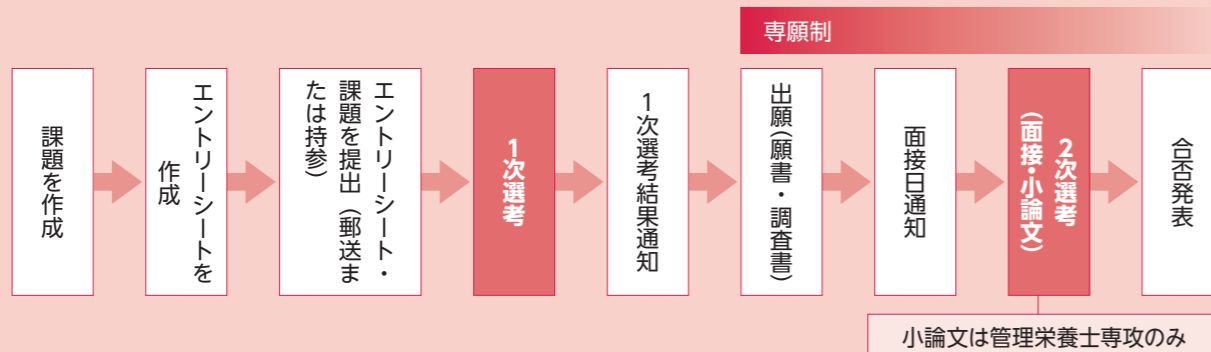 専願制
課題を作成
エントリーシートを
作成
エントリーシート・
課題を提出（郵送ま
たは持参）
1次選考
1次選考結果通知
出願（願書・調査書）
面接日通知
2次選考
（面接・小論文）
合否発表
小論文は管理栄養士専攻のみ